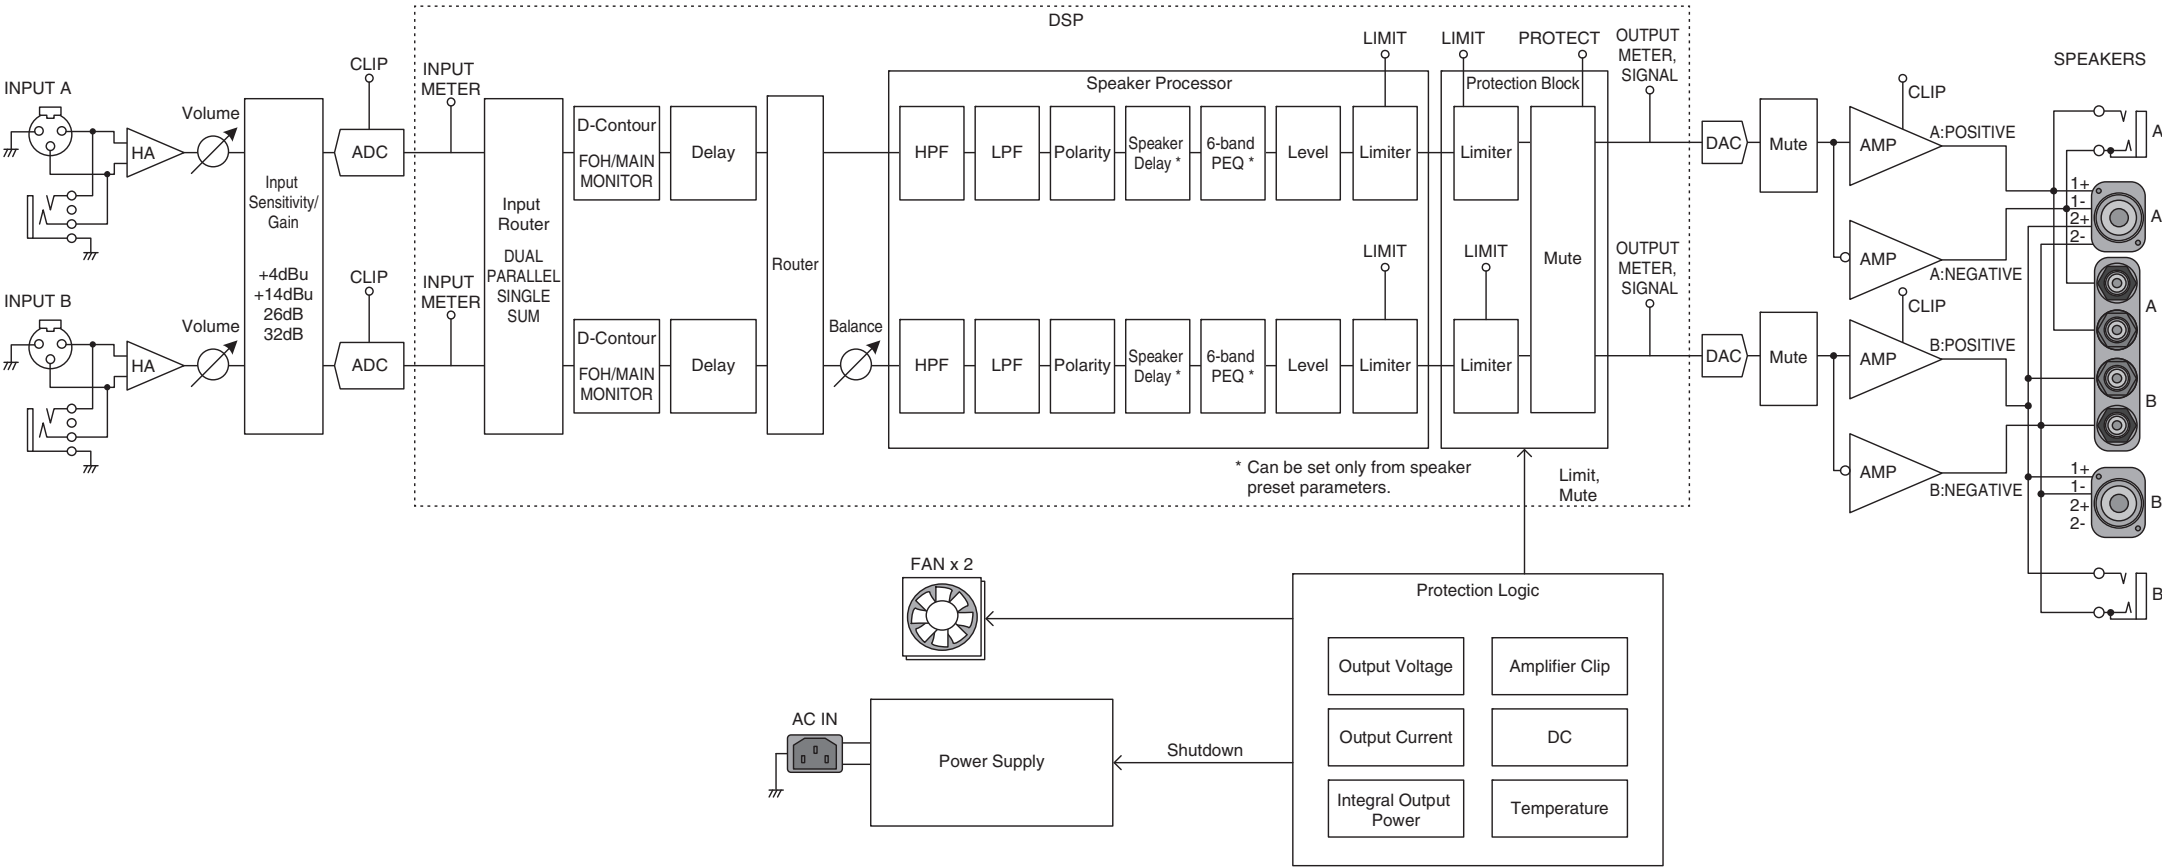 DSP
INPUT A
Volume
HA
CLIP
ADC
INPUT
METER
INPUT B
Volume
HA
CLIP
ADC
INPUT
METER
Input
Sensitivity/
Gain
+4dBu
+14dBu
26dB
32dB
Input
Router
DUAL
PARALLEL
SINGLE
SUM
D-Contour
FOH/MAIN
MONITOR
Delay
D-Contour
FOH/MAIN
MONITOR
Delay
Router
Balance
Speaker Processor
LIMIT
HPF
LPF
Polarity
Speaker
Delay *
6-band
PEQ *
Level
Limiter
LIMIT
HPF
LPF
Polarity
Speaker
Delay *
6-band
PEQ *
Level
Limiter
* Can be set only from speaker
preset parameters.
LIMIT
PROTECT
Protection Block
Limiter
LIMIT
Limiter
Mute
Limit,
Mute
OUTPUT
METER,
SIGNAL
OUTPUT
METER,
SIGNAL
DAC
Mute
DAC
Mute
CLIP
AMP
A:POSITIVE
AMP
A:NEGATIVE
CLIP
AMP
B:POSITIVE
AMP
B:NEGATIVE
SPEAKERS
A
1+
1-
2+
2-
A
A
B
1+
1-
2+
2-
B
B
FAN x 2
AC IN
Power Supply
Shutdown
Protection Logic
Output Voltage
Amplifier Clip
Output Current
DC
Integral Output
Power
Temperature